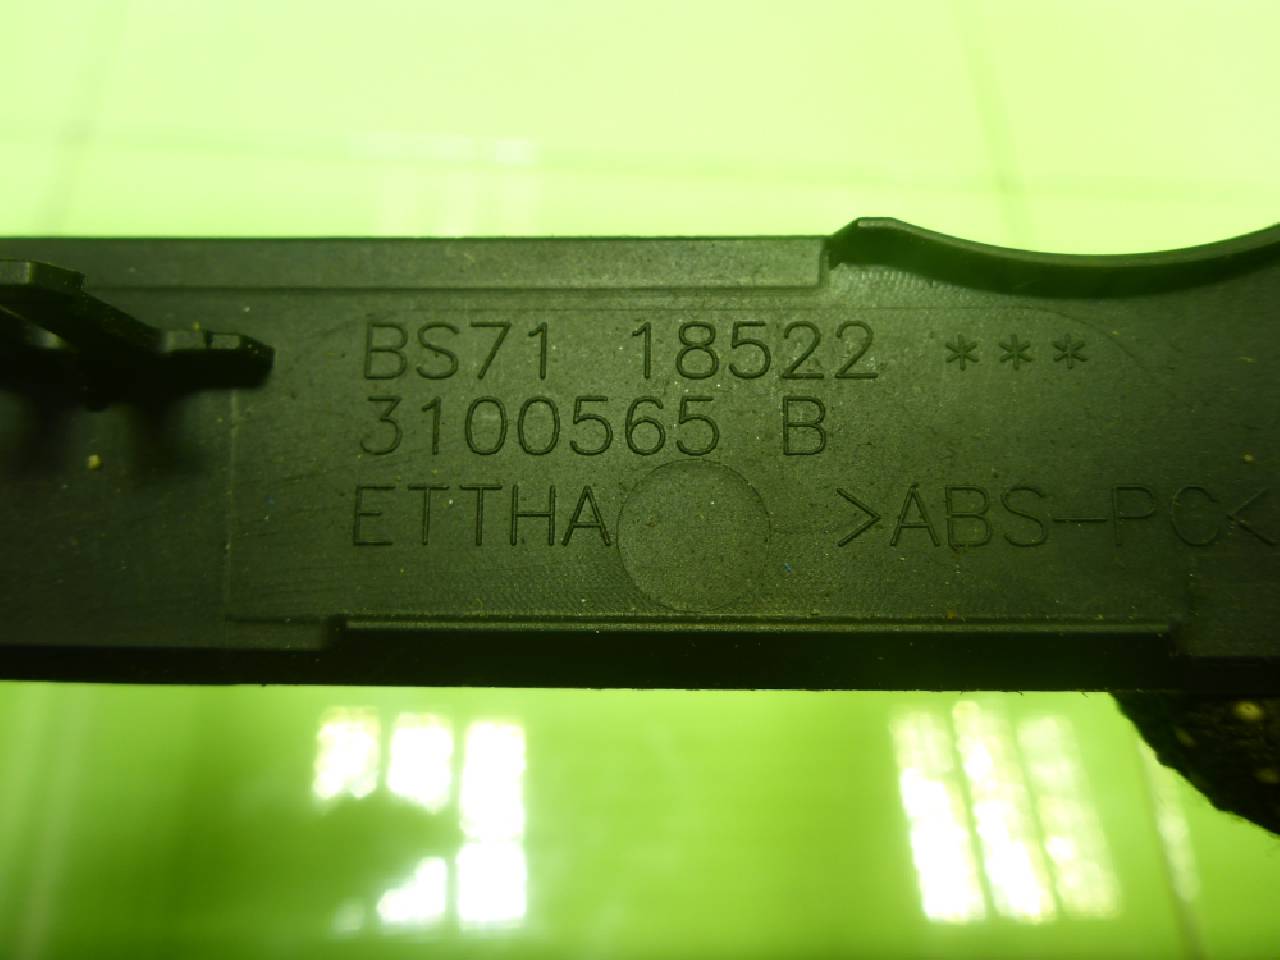 BS71 18522 ***
3100565 B
ETTHA >ABS-PC<